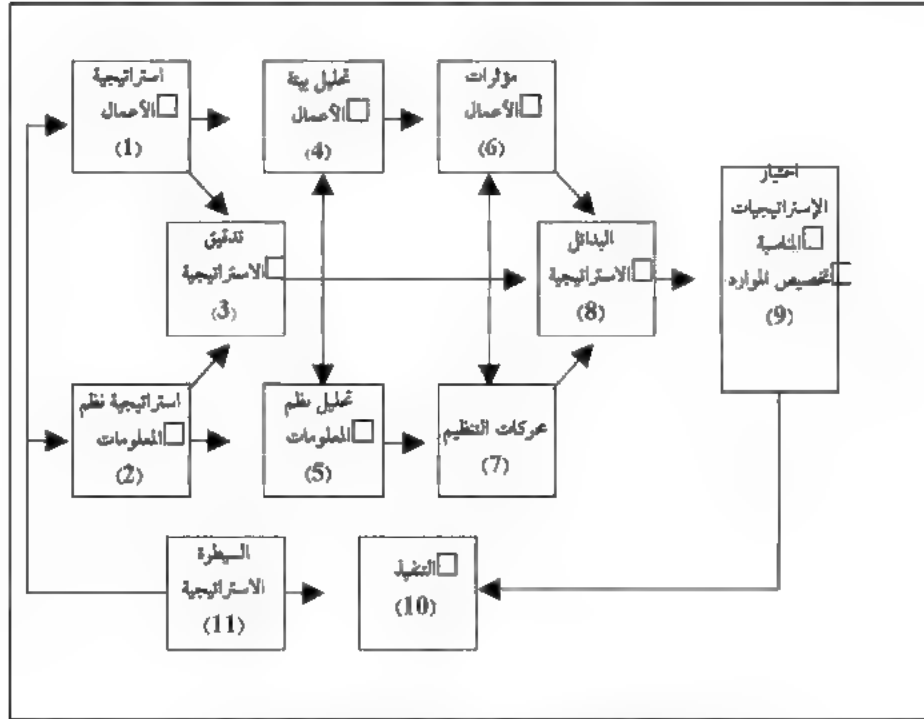 استراتيجية
الأعمال
(1)
تحليل بيئة
الأعمال
(4)
مؤثرات
الأعمال
(6)
اختيار
الإستراتيجيات
المناسبة
تخصيص الموارد
(9)
تدقيق
الاستراتيجية
(3)
البدائل
الاستراتيجية
(8)
استراتيجية نظم
المعلومات
(2)
تحليل نظم
المعلومات
(5)
محركات التنظيم
(7)
السيطرة
الاستراتيجية
(11)
التنفيذ
(10)